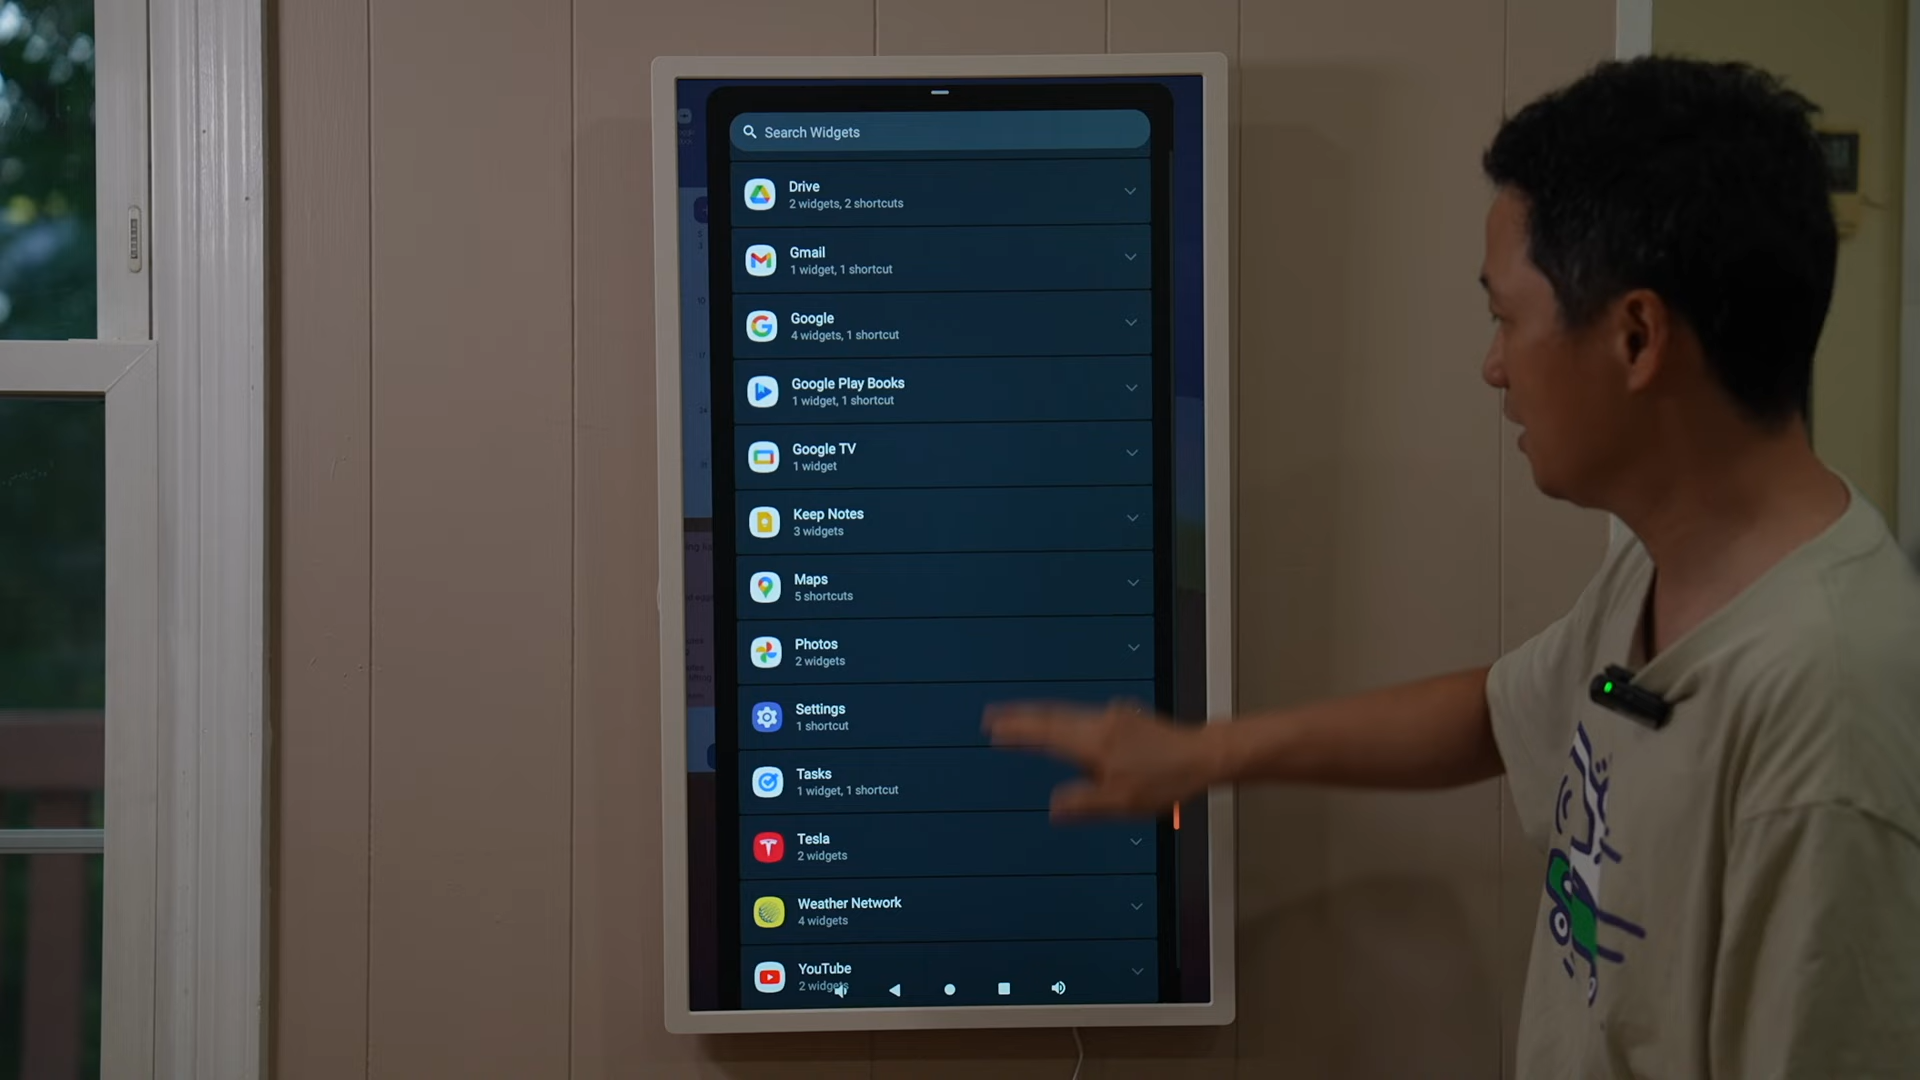 Search Widgets
Drive
2 widgets, 2 shortcuts
Gmail
1 widget, 1 shortcut
Google
4 widgets, 1 shortcut
Google Play Books
1 widget, 1 shortcut
Google TV
1 widget
Keep Notes
3 widgets
Maps
5 shortcuts
Photos
2 widgets
Settings
1 shortcut
Tasks
1 widget, 1 shortcut
Tesla
2 widgets
Weather Network
4 widgets
YouTube
2 widgets